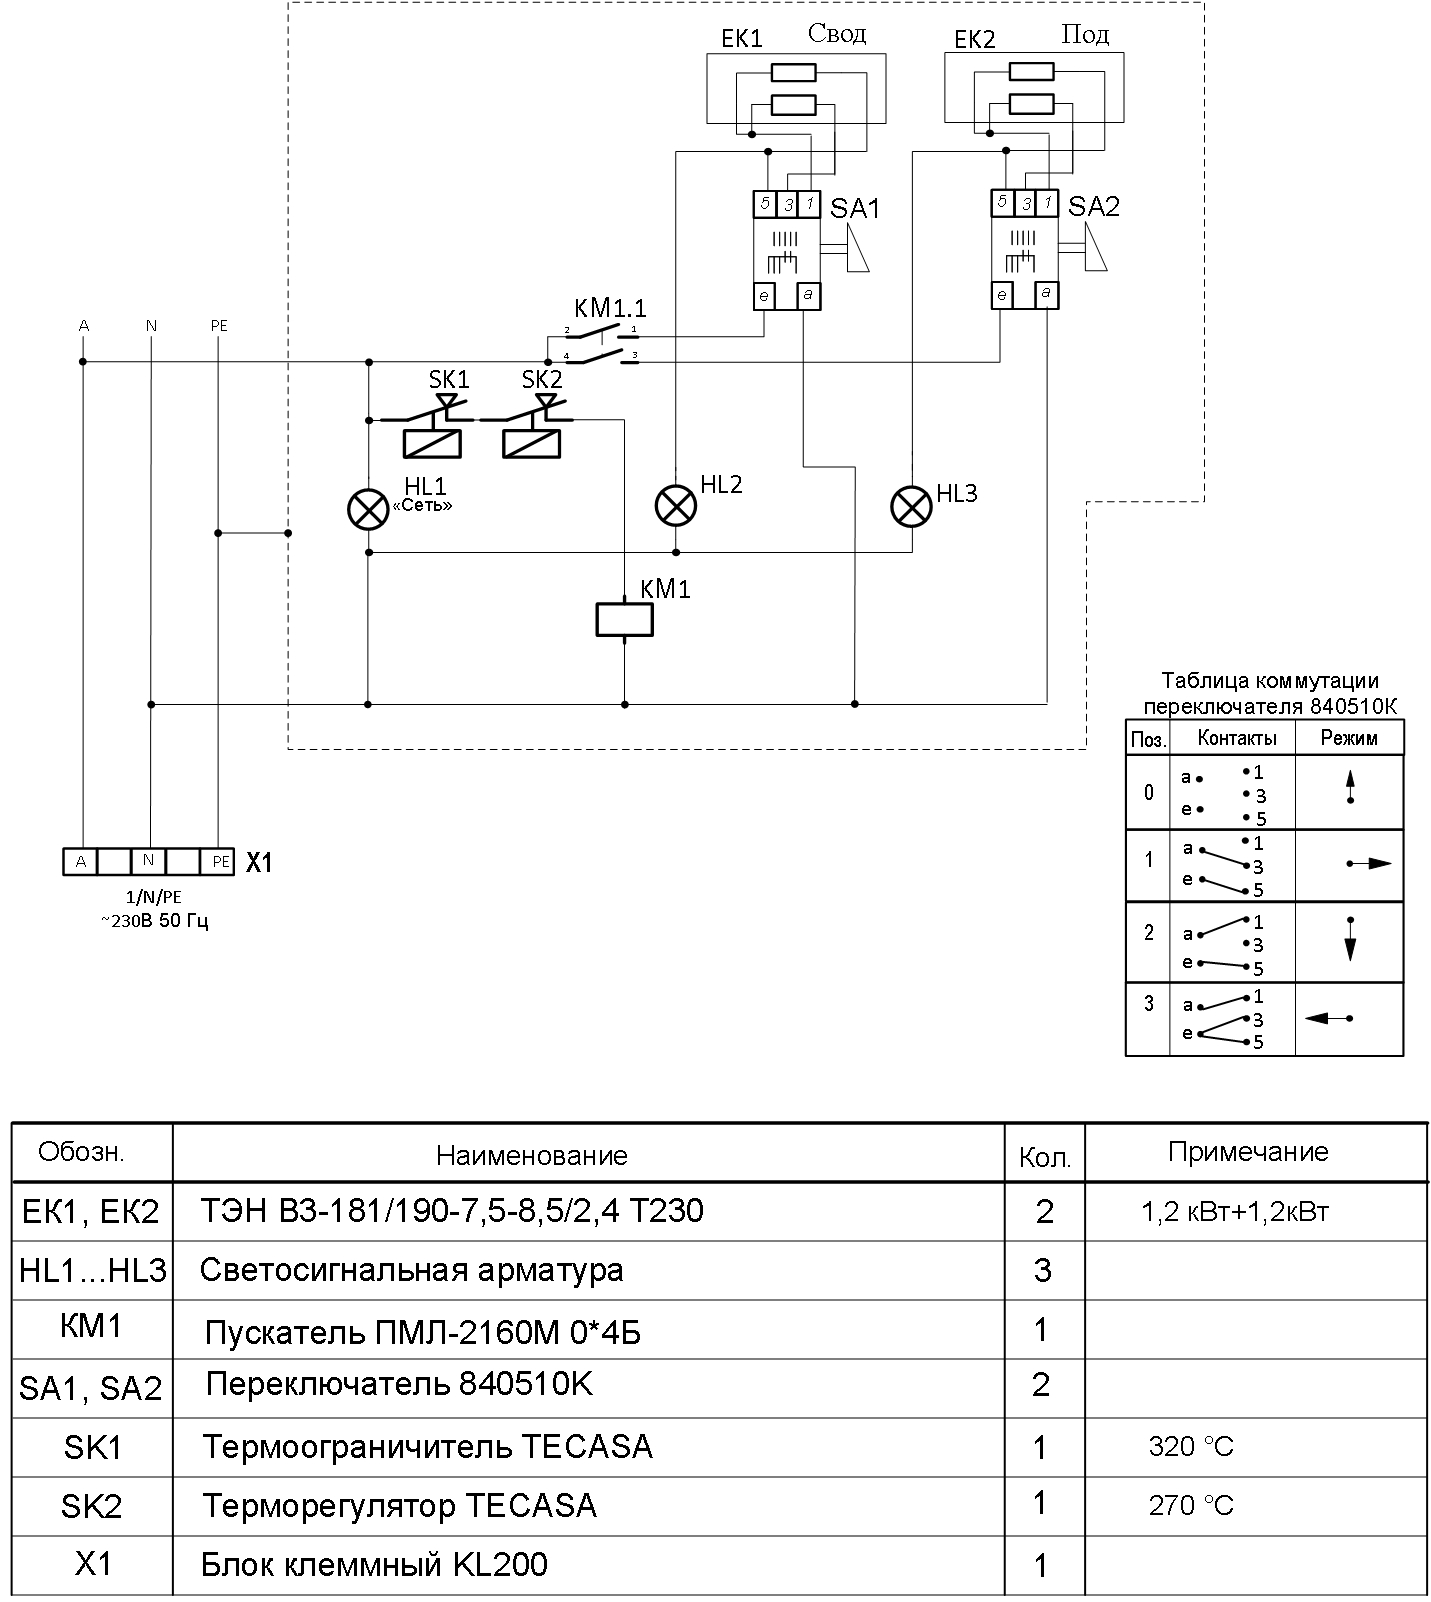 EK1 Свод
EK2 Под
5 3 1 SA1
5 3 1 SA2
e a
e a
KM1.1
2 1
4 3
A N PE
SK1 SK2
HL1
«Сеть»
HL2
HL3
KM1
A N PE X1
1/N/PE
~230В 50 Гц
Таблица коммутации
переключателя 840510К
Поз. Контакты Режим
0 a e 1 3 5
1 a e 1 3 5
2 a e 1 3 5
3 a e 1 3 5
Обозн. Наименование Кол. Примечание
ЕК1, ЕК2 ТЭН В3-181/190-7,5-8,5/2,4 Т230 2 1,2 кВт+1,2кВт
HL1...HL3 Светосигнальная арматура 3
КМ1 Пускатель ПМЛ-2160М 0*4Б 1
SA1, SA2 Переключатель 840510K 2
SK1 Термоограничитель TECASA 1 320 °C
SK2 Терморегулятор TECASA 1 270 °C
X1 Блок клеммный KL200 1